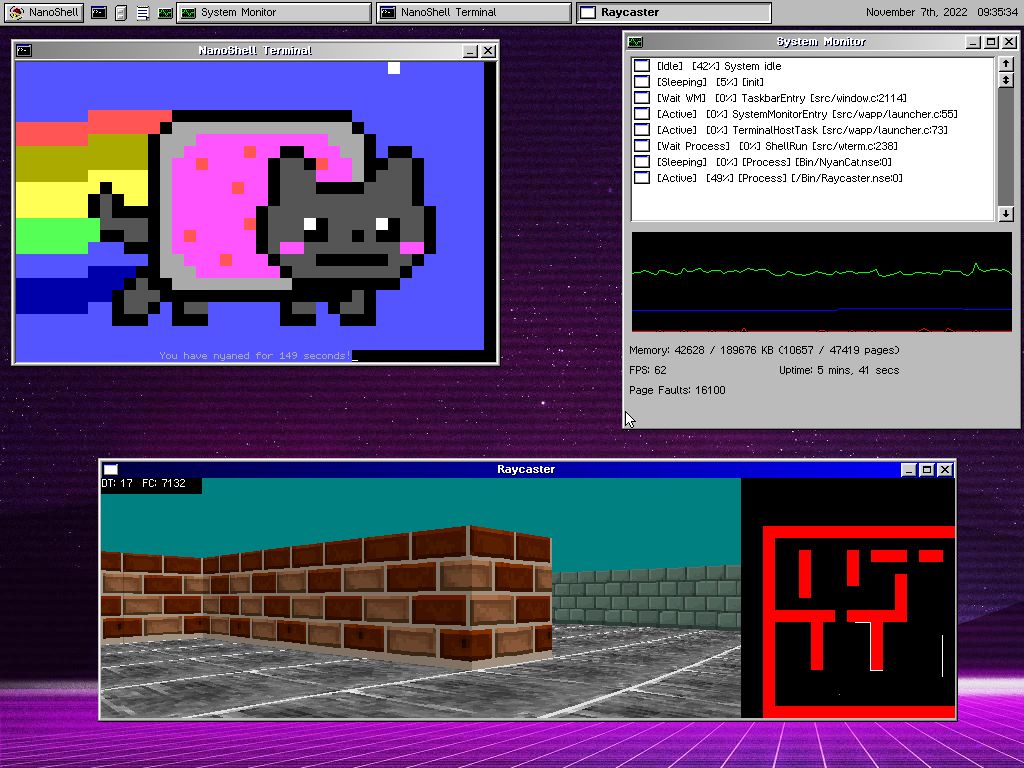 NanoShell
System Monitor
NanoShell Terminal
Raycaster
November 7th, 2022 09:35:34
NanoShell Terminal
You have nyaned for 149 seconds!
System Monitor
[Idle] [42%] System idle
[Sleeping] [5%] [init]
[Wait WM] [0%] TaskbarEntry [src/window.c:2114]
[Active] [0%] SystemMonitorEntry [src/wapp/launcher.c:55]
[Active] [0%] TerminalHostTask [src/wapp/launcher.c:73]
[Wait Process] [0%] ShellRun [src/wterm.c:238]
[Sleeping] [0%] [Process] [Bin/NyanCat.nse:0]
[Active] [49%] [Process] [/Bin/Raycaster.nse:0]
Memory: 42628 / 189676 KB (10657 / 47419 pages)
FPS: 62 Uptime: 5 mins, 41 secs
Page Faults: 16100
Raycaster
DT: 17 FC: 7132